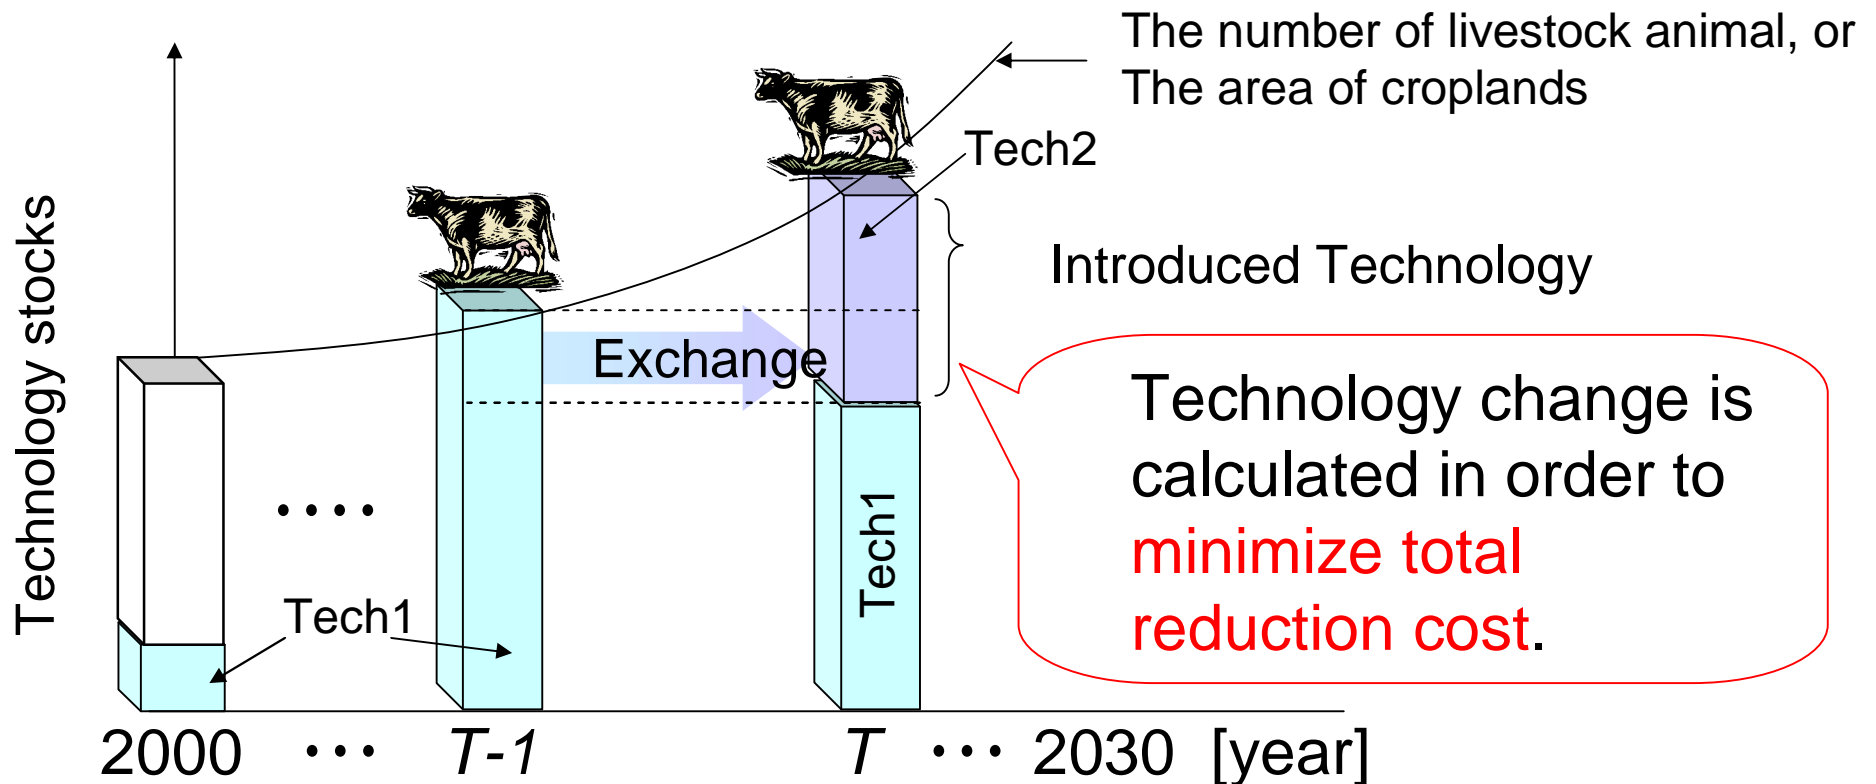 The number of livestock animal, or
The area of croplands
Tech2
Technology stocks
Introduced Technology
Exchange
Technology change is
calculated in order to
minimize total
reduction cost.
Tech1
Tech1
2000 ··· T-1 T ··· 2030 [year]